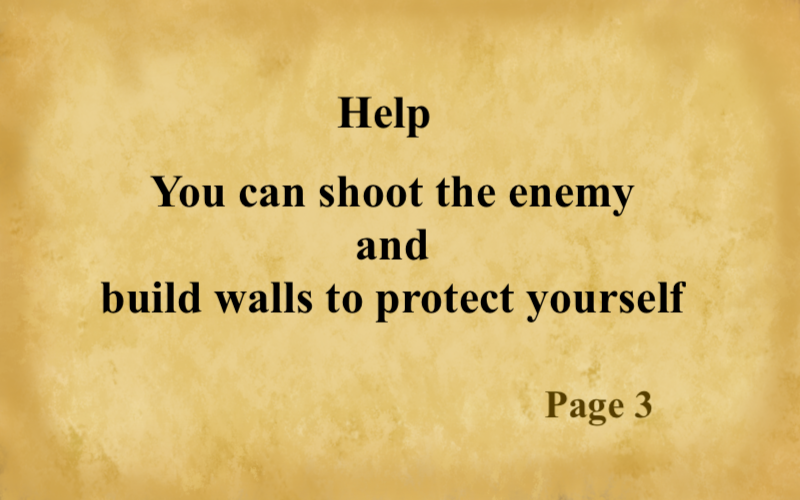 Help
You can shoot the enemy
and
build walls to protect yourself
Page 3